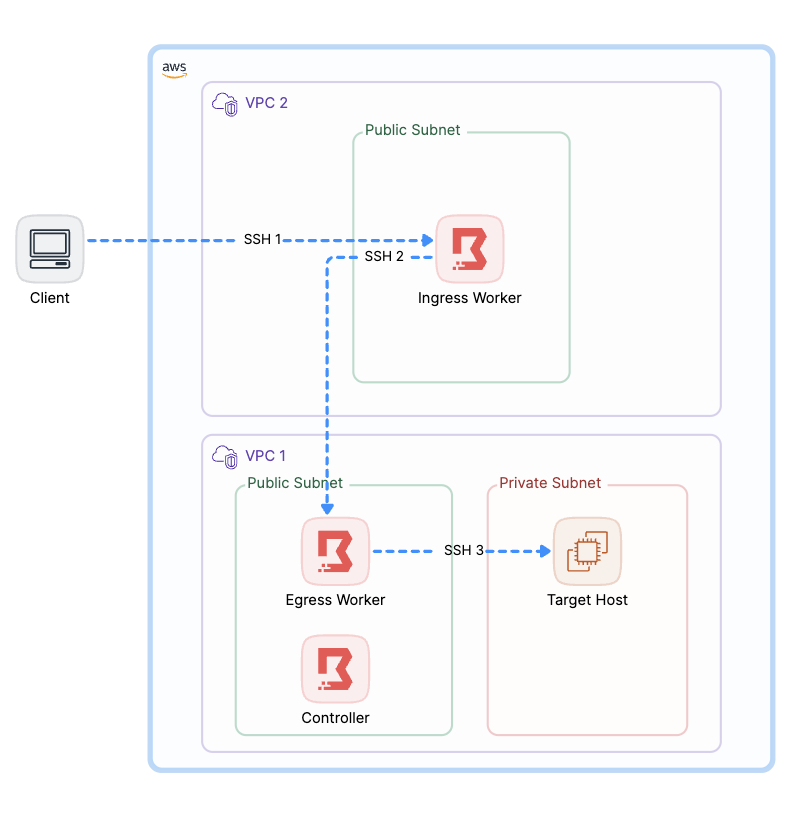 aws
VPC 2
Public Subnet
SSH 1
SSH 2
Client
Ingress Worker
VPC 1
Public Subnet
Private Subnet
SSH 3
Egress Worker
Target Host
Controller